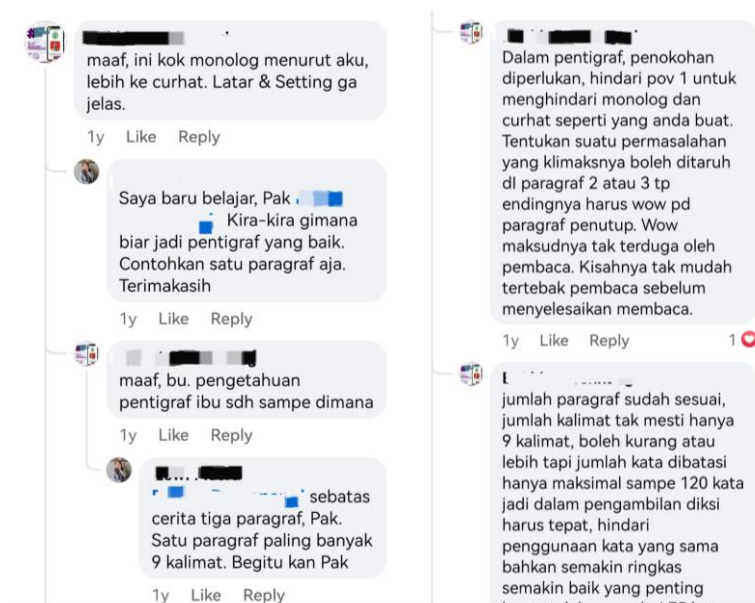 maaf, ini kok monolog menurut aku,
lebih ke curhat. Latar & Setting ga
jelas.
1y Like Reply
Saya baru belajar, Pak
Kira-kira gimana
biar jadi pentigraf yang baik.
Contohkan satu paragraf aja.
Terimakasih
1y Like Reply
maaf, bu. pengetahuan
pentigraf ibu sdh sampe dimana
1y Like Reply
sebatas
cerita tiga paragraf, Pak.
Satu paragraf paling banyak
9 kalimat. Begitu kan Pak
1y Like Reply
Dalam pentigraf, penokohan
diperlukan, hindari pov 1 untuk
menghindari monolog dan
curhat seperti yang anda buat.
Tentukan suatu permasalahan
yang klimaksnya boleh ditaruh
dl paragraf 2 atau 3 tp
endingnya harus wow pd
paragraf penutup. Wow
maksudnya tak terduga oleh
pembaca. Kisahnya tak mudah
tertebak pembaca sebelum
menyelesaikan membaca.
1y Like Reply 1
jumlah paragraf sudah sesuai,
jumlah kalimat tak mesti hanya
9 kalimat, boleh kurang atau
lebih tapi jumlah kata dibatasi
hanya maksimal sampe 120 kata
jadi dalam pengambilan diksi
harus tepat, hindari
penggunaan kata yang sama
bahkan semakin ringkas
semakin baik yang penting